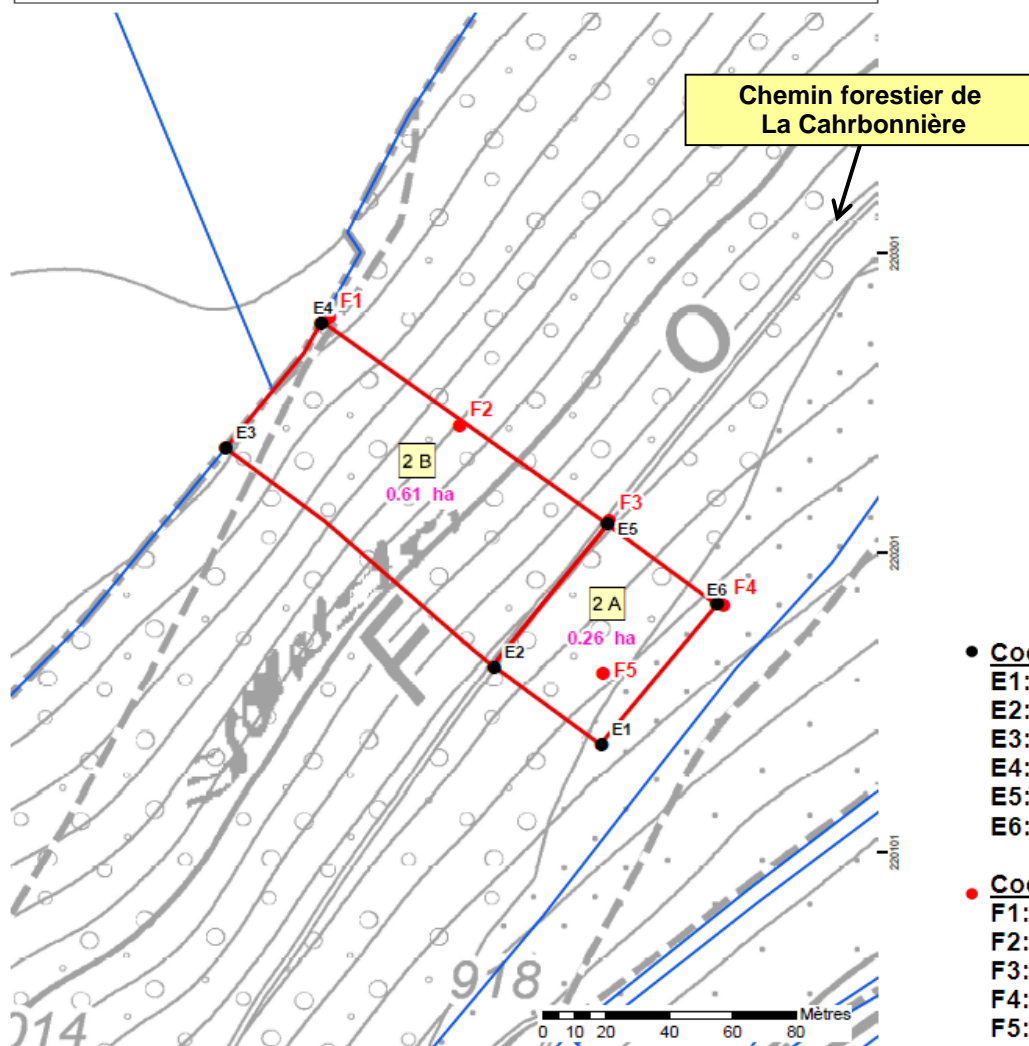 Chemin forestier de
La Cahrbonnière
220301
E4
F1
E3
F2
2 B
0.61 ha
O
F3
E5
220201
E6
F4
2 A
0.26 ha
F
E2
F5
E1
220101
918
014
Mètres
0 10 20 40 60 80
Coo
E1:
E2:
E3:
E4:
E5:
E6:
Coo
F1:
F2:
F3:
F4:
F5: